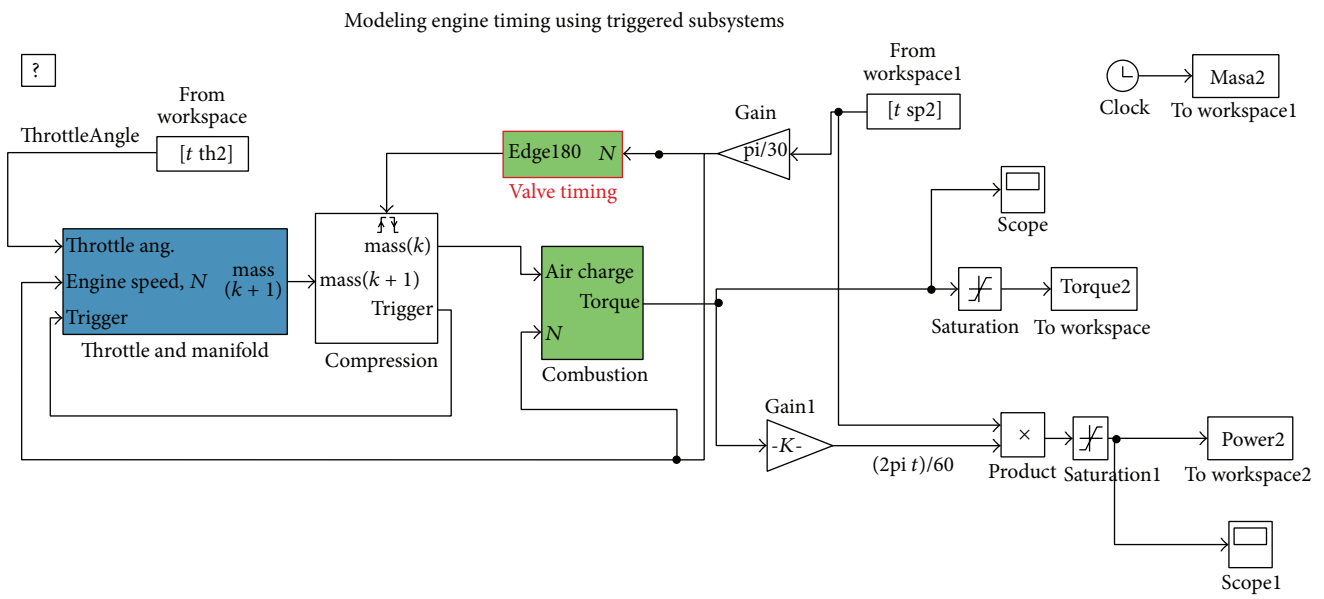 Modeling engine timing using triggered subsystems
?
From
workspace
ThrottleAngle
[t th2]
From
workspace1
[t sp2]
Gain
pi/30
Clock
Masa2
To workspace1
Edge180 N
Valve timing
Scope
Throttle ang.
Engine speed, N
mass
(k + 1)
Trigger
Throttle and manifold
mass(k)
mass(k + 1)
Trigger
Compression
Air charge
Torque
N
Combustion
Saturation
Torque2
To workspace
Gain1
-K-
(2pi t)/60
×
Product
Saturation1
Power2
To workspace2
Scope1